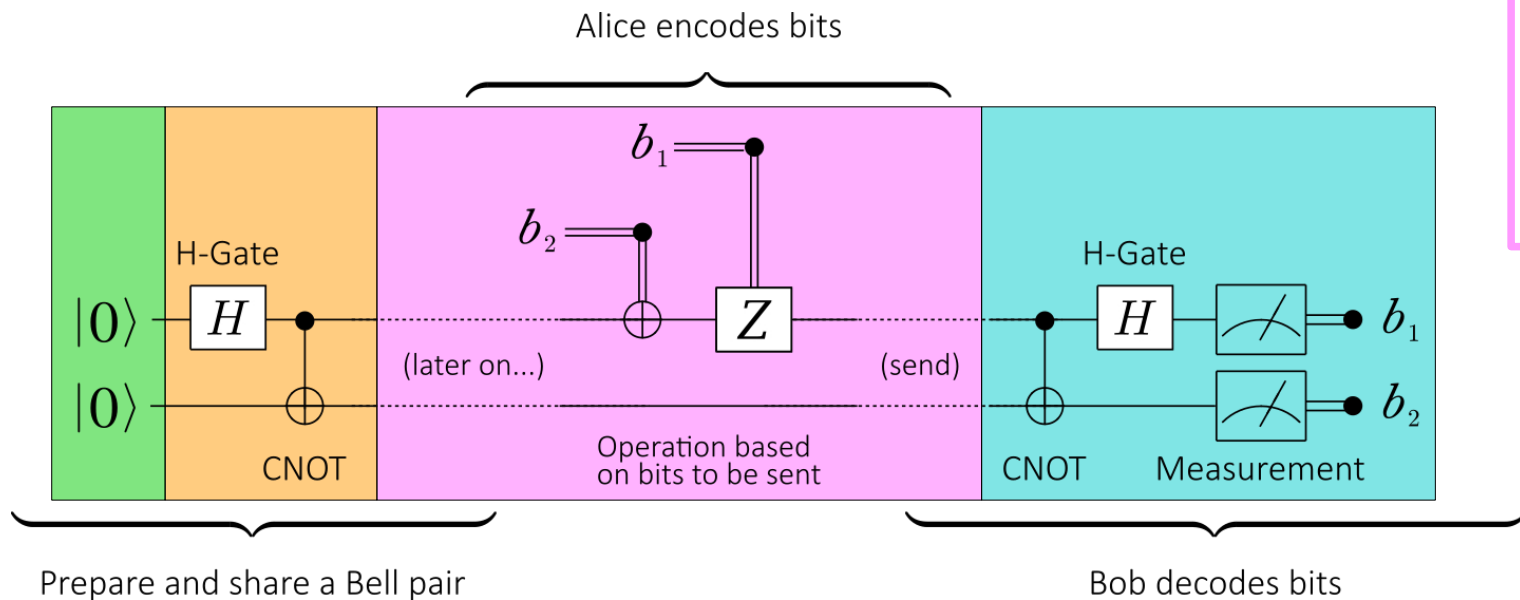 Alice encodes bits
b₁
b₂
H-Gate
H-Gate
|0⟩ H Z H b₁
(later on...) (send)
|0⟩ b₂
Operation based
on bits to be sent
CNOT CNOT Measurement
Prepare and share a Bell pair Bob decodes bits